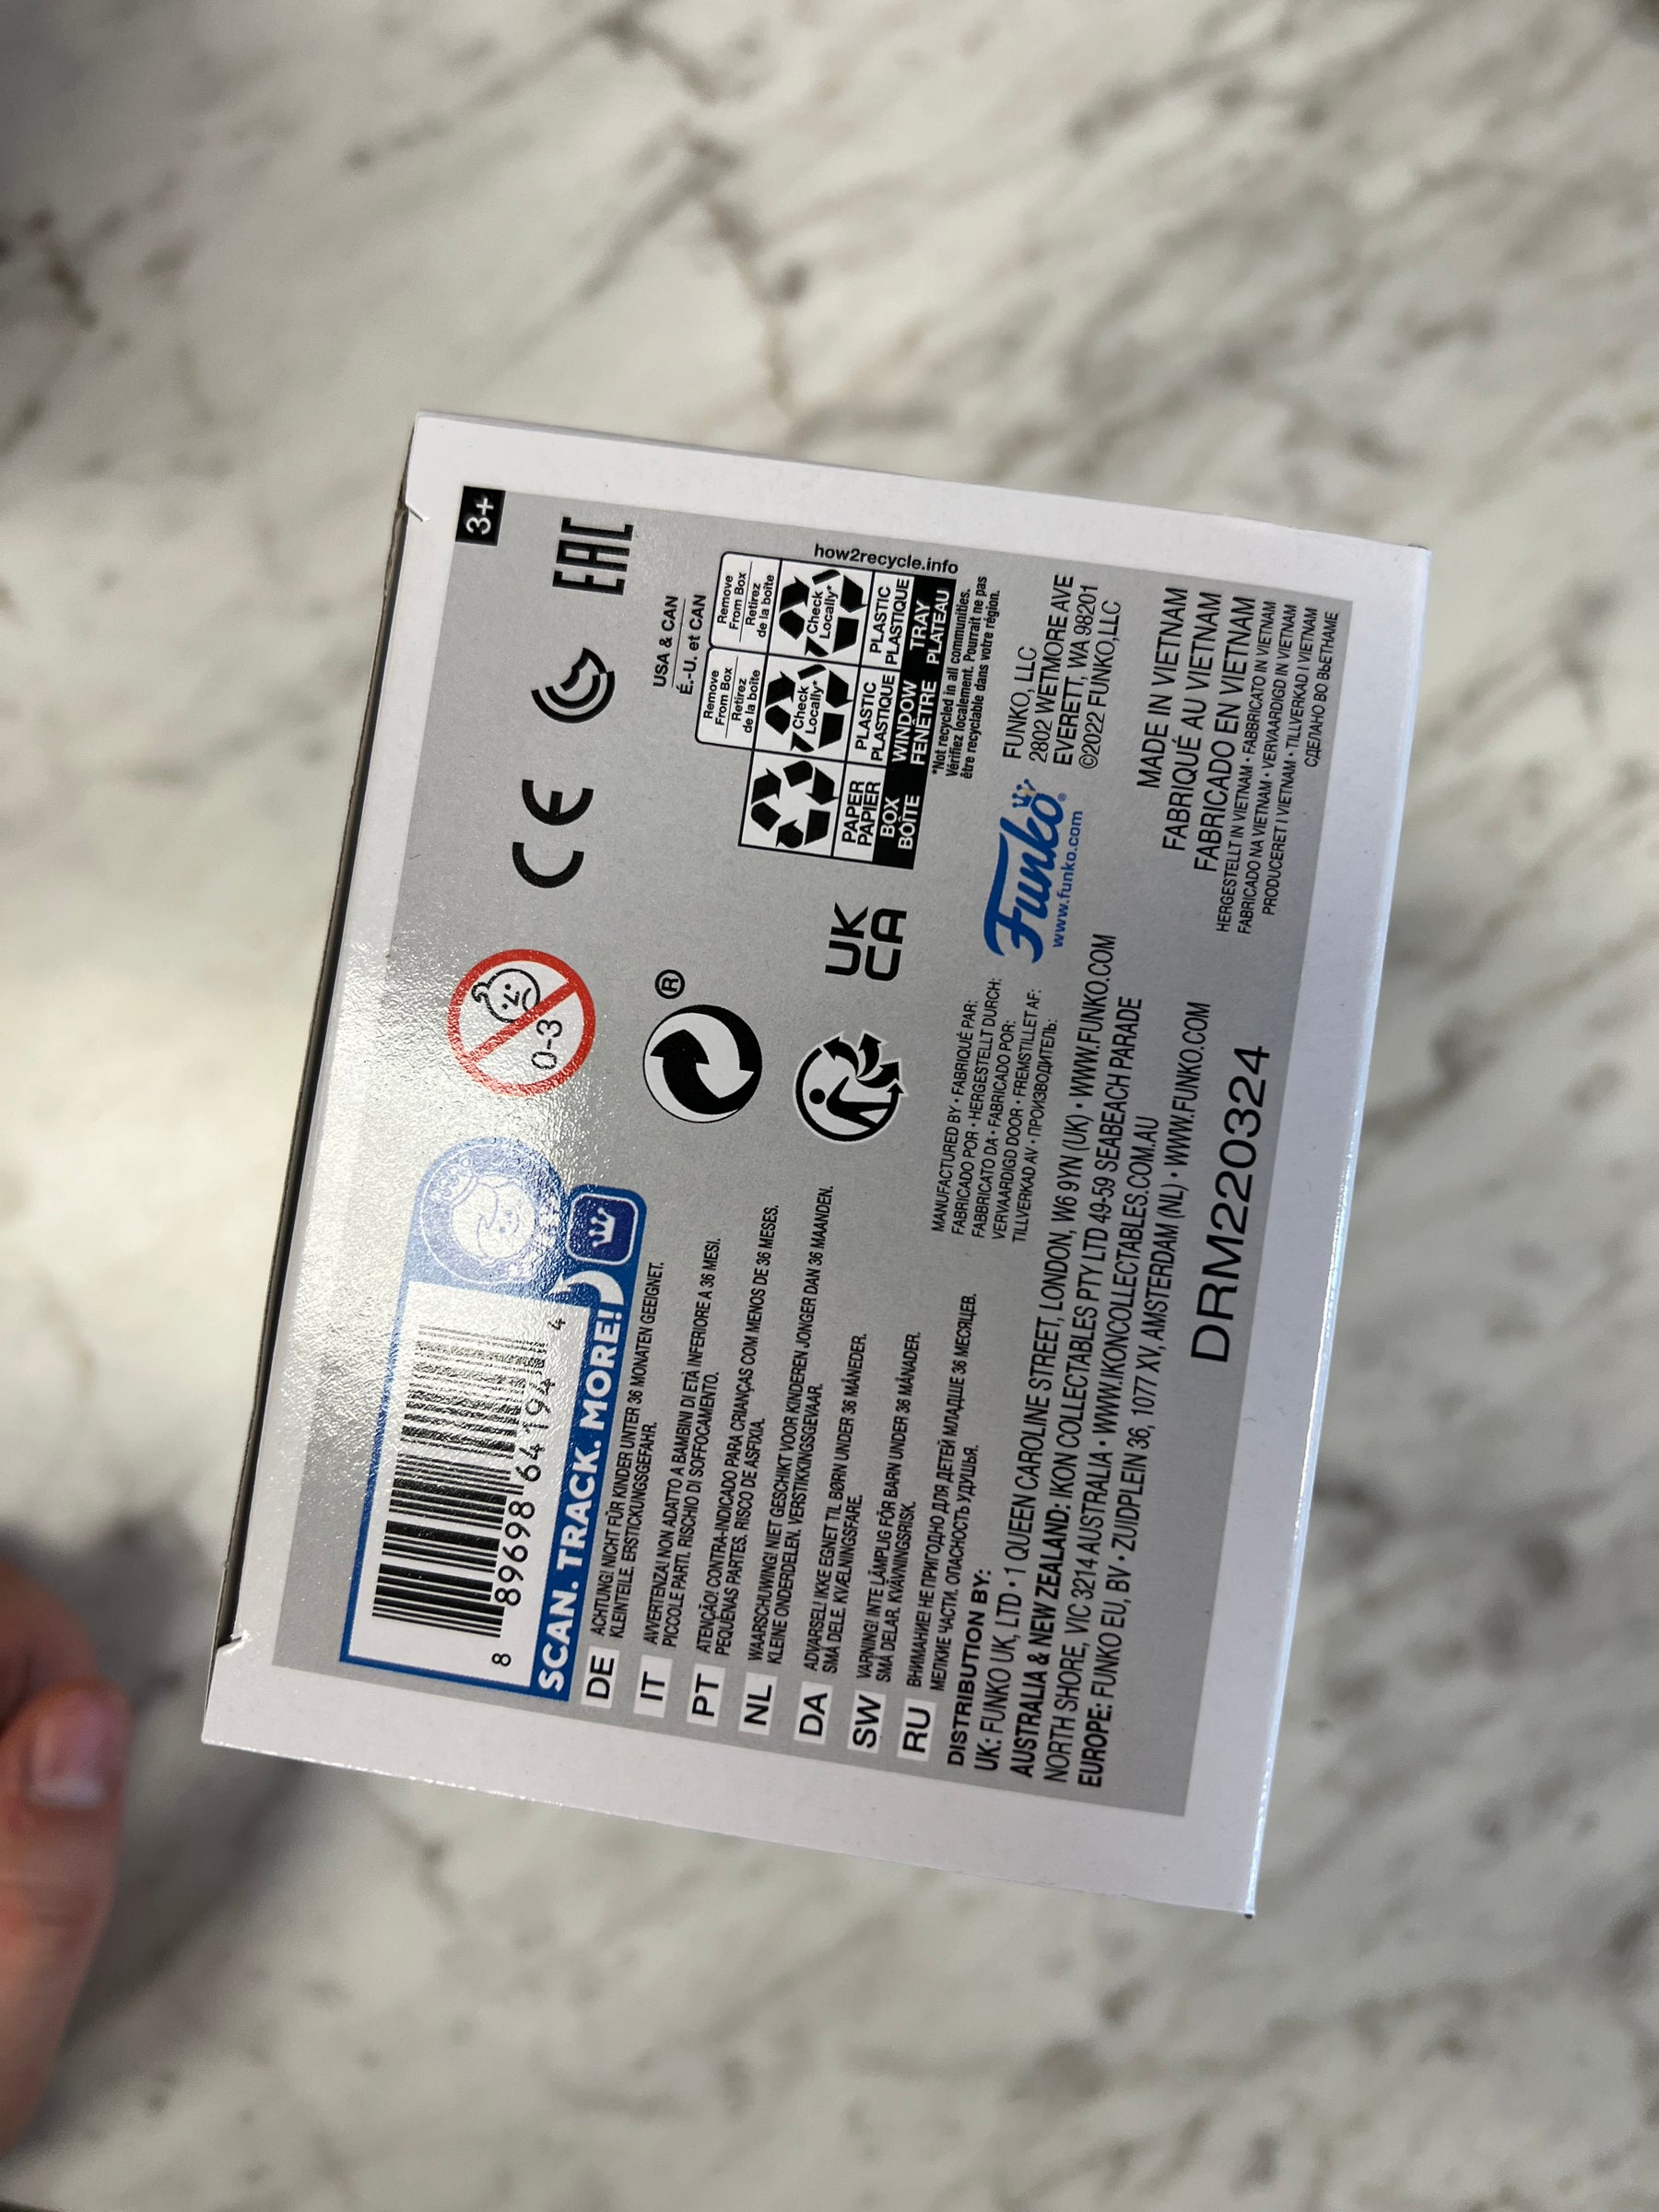 3+
8 89698 64194 4
SCAN. TRACK. MORE!
0-3
CE
EAC
USA & CAN
É.-U. et CAN
Remove
From Box
Retirez
de la boîte
Remove
From Box
Retirez
de la boîte
Check
Locally*
Check
Locally*
PAPER
PAPIER
PLASTIC
PLASTIQUE
PLASTIC
PLASTIQUE
BOX
BOÎTE
WINDOW
FENÊTRE
TRAY
PLATEAU
how2recycle.info
*Not recycled in all communities.
Vérifiez localement. Pourrait ne pas
être recyclable dans votre région.
®
UK
CA
DE ACHTUNG! NICHT FÜR KINDER UNTER 36 MONATEN GEEIGNET.
KLEINTEILE. ERSTICKUNGSGEFAHR.
IT AVVERTENZA! NON ADATTO A BAMBINI DI ETÀ INFERIORE A 36 MESI.
PICCOLE PARTI. RISCHIO DI SOFFOCAMENTO.
PT ATENÇÃO! CONTRA-INDICADO PARA CRIANÇAS COM MENOS DE 36 MESES.
PEQUENAS PARTES. RISCO DE ASFIXIA.
NL WAARSCHUWING! NIET GESCHIKT VOOR KINDEREN JONGER DAN 36 MAANDEN.
KLEINE ONDERDELEN. VERSTIKKINGSGEVAAR.
DA ADVARSEL! IKKE EGNET TIL BØRN UNDER 36 MÅNEDER.
SMÅ DELE. KVÆLNINGSFARE.
SW VARNING! INTE LÄMPLIG FÖR BARN UNDER 36 MÅNADER.
SMÅ DELAR. KVÄVNINGSRISK.
RU ВНИМАНИЕ! НЕ ПРИГОДНО ДЛЯ ДЕТЕЙ МЛАДШЕ 36 МЕСЯЦЕВ.
МЕЛКИЕ ЧАСТИ. ОПАСНОСТЬ УДУШЬЯ.
MANUFACTURED BY • FABRIQUÉ PAR:
FABRICADO POR • HERGESTELLT DURCH:
FABBRICATO DA • FABRICADO POR:
VERVAARDIGD DOOR • FREMSTILLET AF:
TILLVERKAD AV • ПРОИЗВОДИТЕЛЬ:
Funko®
www.funko.com
FUNKO, LLC
2802 WETMORE AVE
EVERETT, WA 98201
©2022 FUNKO, LLC
DISTRIBUTION BY:
UK: FUNKO UK, LTD • 1 QUEEN CAROLINE STREET, LONDON, W6 9YN (UK) • WWW.FUNKO.COM
AUSTRALIA & NEW ZEALAND: IKON COLLECTABLES PTY LTD 49-59 SEABEACH PARADE
NORTH SHORE, VIC 3214 AUSTRALIA • WWW.IKONCOLLECTABLES.COM.AU
EUROPE: FUNKO EU, BV • ZUIDPLEIN 36, 1077 XV, AMSTERDAM (NL) • WWW.FUNKO.COM
DRM220324
MADE IN VIETNAM
FABRIQUÉ AU VIETNAM
FABRICADO EN VIETNAM
HERGESTELLT IN VIETNAM • FABBRICATO IN VIETNAM
FABRICADO NA VIETNAM • VERVAARDIGD IN VIETNAM
PRODUCERET I VIETNAM • TILLVERKAD I VIETNAM
СДЕЛАНО ВО ВЬЕТНАМЕ